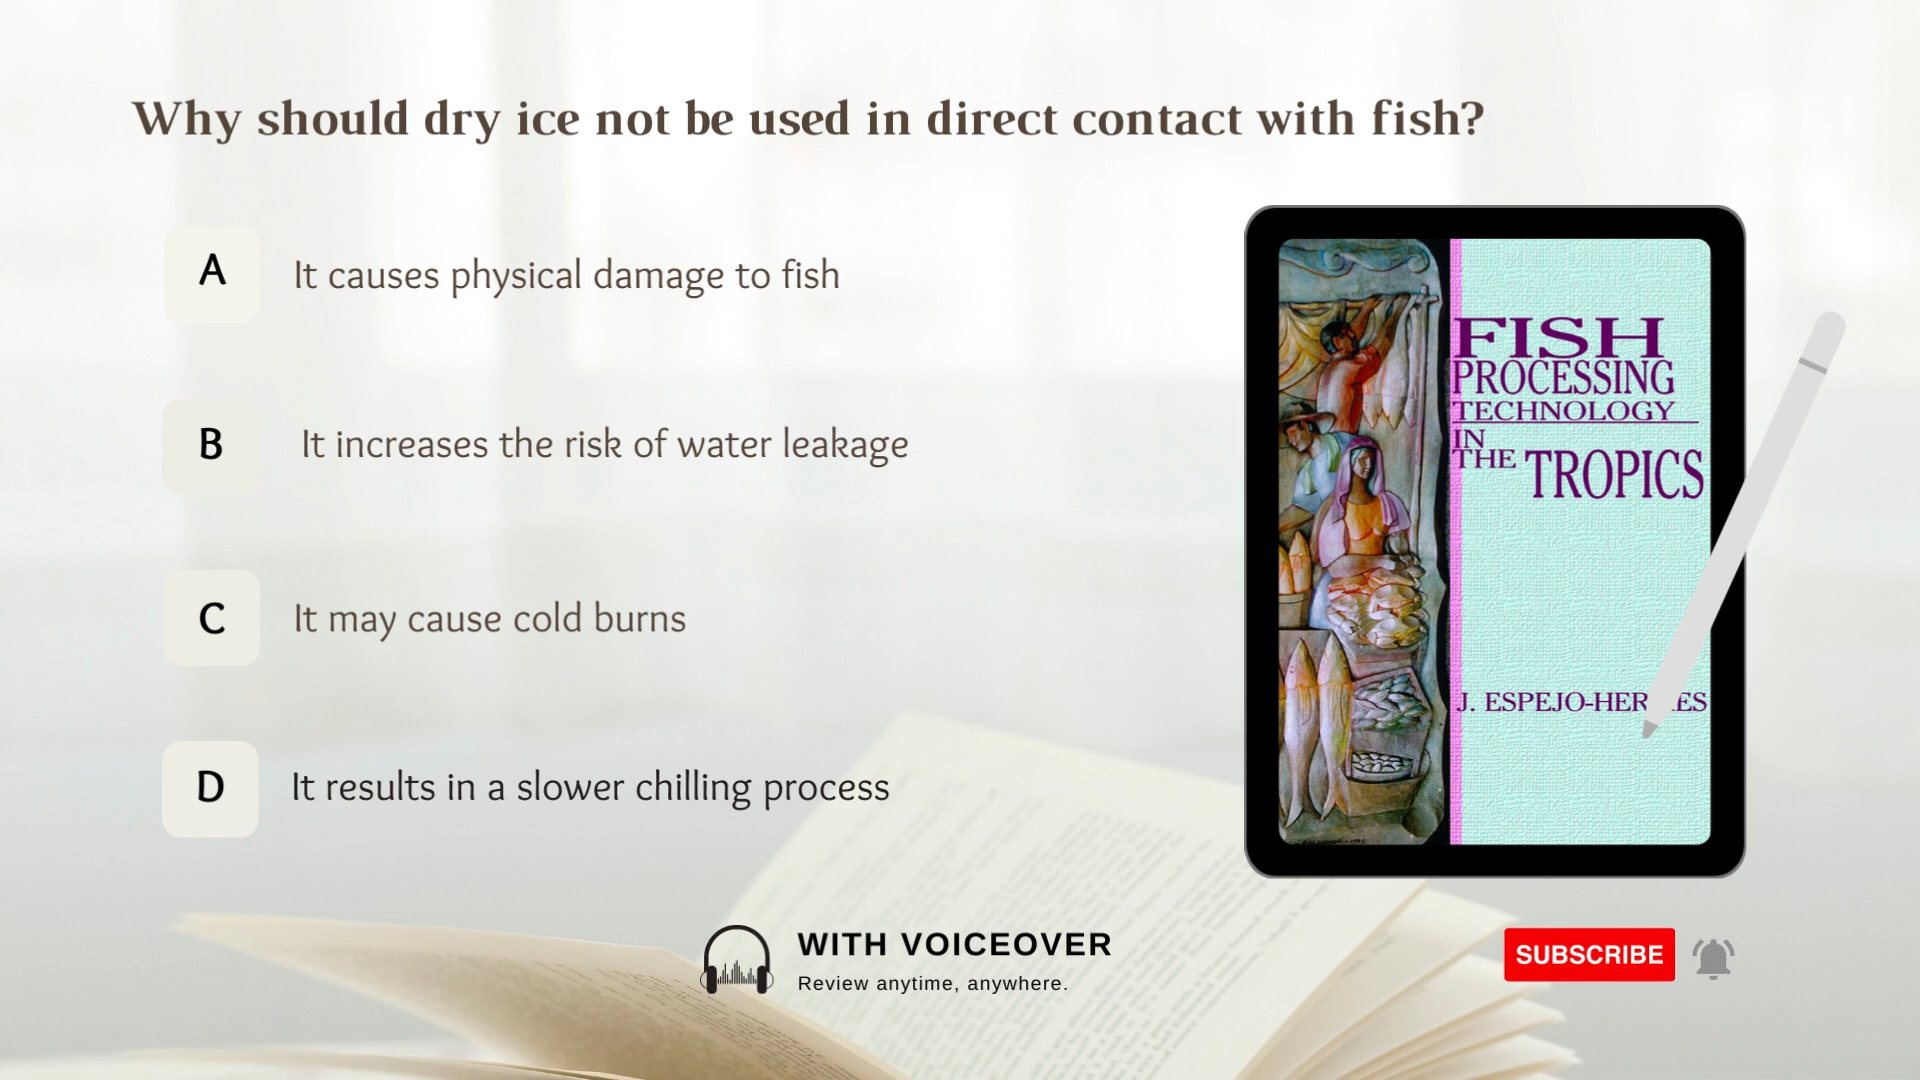 Why should dry ice not be used in direct contact with fish?
A
It causes physical damage to fish
B
It increases the risk of water leakage
C
It may cause cold burns
D
It results in a slower chilling process
FISH
PROCESSING
TECHNOLOGY
IN
THE TROPICS
WITH VOICEOVER
Review anytime, anywhere.
SUBSCRIBE